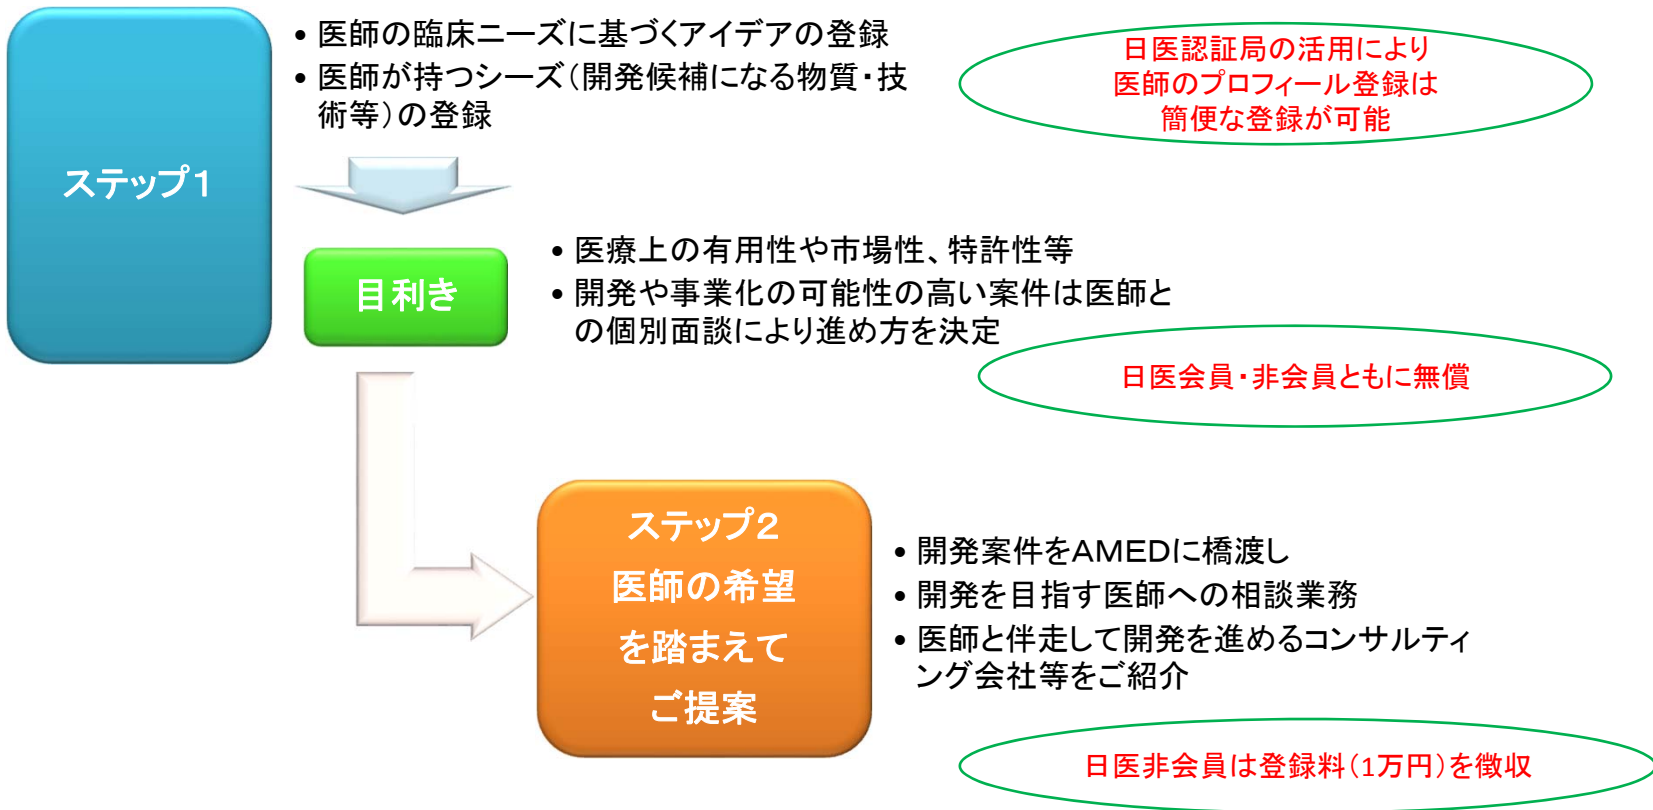 ステップ1
• 医師の臨床ニーズに基づくアイデアの登録
• 医師が持つシーズ（開発候補になる物質・技
術等）の登録
日医認証局の活用により
医師のプロフィール登録は
簡便な登録が可能
目利き
• 医療上の有用性や市場性、特許性等
• 開発や事業化の可能性の高い案件は医師と
の個別面談により進め方を決定
日医会員・非会員ともに無償
ステップ2
医師の希望
を踏まえて
ご提案
• 開発案件をAMEDに橋渡し
• 開発を目指す医師への相談業務
• 医師と伴走して開発を進めるコンサルティ
ング会社等をご紹介
日医非会員は登録料（1万円）を徴収